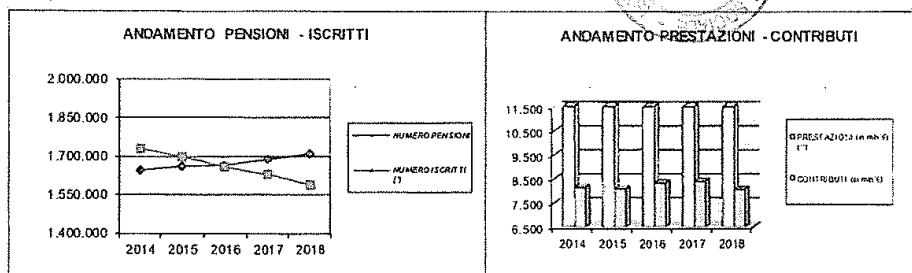 ANDAMENTO PENSIONI - ISCRITTI
2.000.000
1.850.000
1.700.000
1.550.000
1.400.000
2014 2015 2016 2017 2018
NUMERO PENSIONI
NUMERO ISCRITTI
(*)
ANDAMENTO PRESTAZIONI - CONTRIBUTI
11.500
10.500
9.500
8.500
7.500
6.500
2014 2015 2016 2017 2018
PRESTAZIONI (in mln €)
(*)
CONTRIBUTI (in mln €)